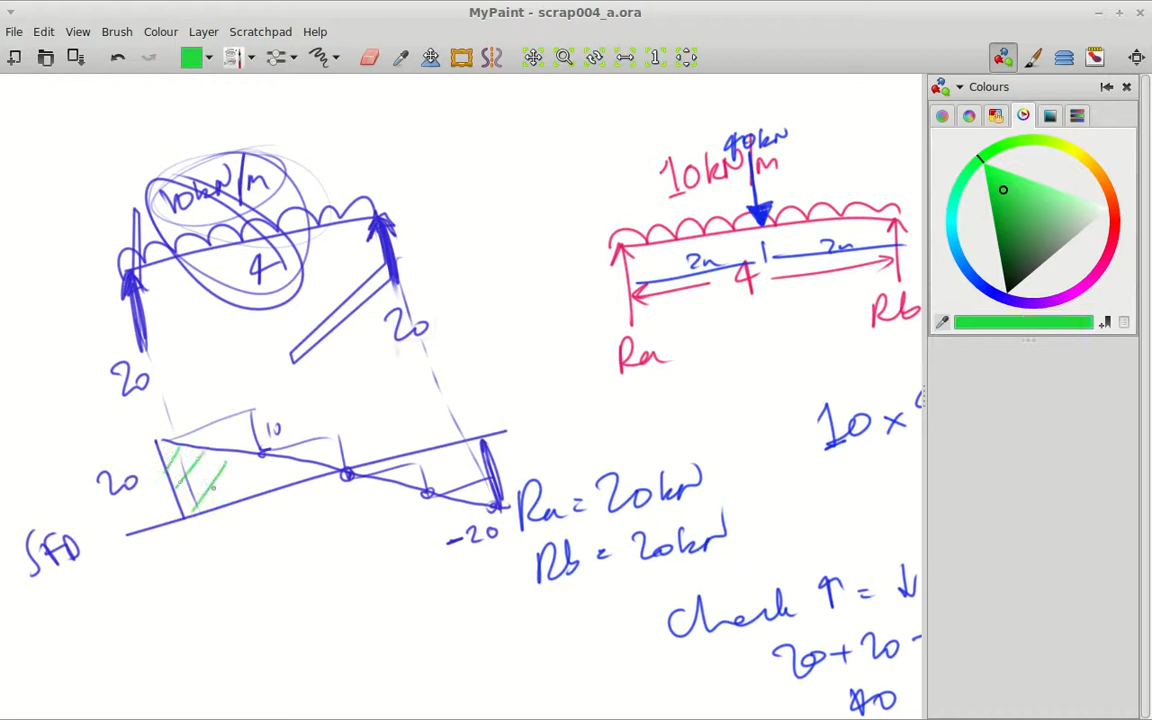 MyPaint - scrap004_a.ora
File Edit View Brush Colour Layer Scratchpad Help
Colours
10kN/m
4
20
20
20
10
-20
SFD
40kN
10kN/m
2m
2m
4
Ra
Rb
10 ×
Ra = 20kN
Rb = 20kN
Check ↑ = ↓
20+20
40